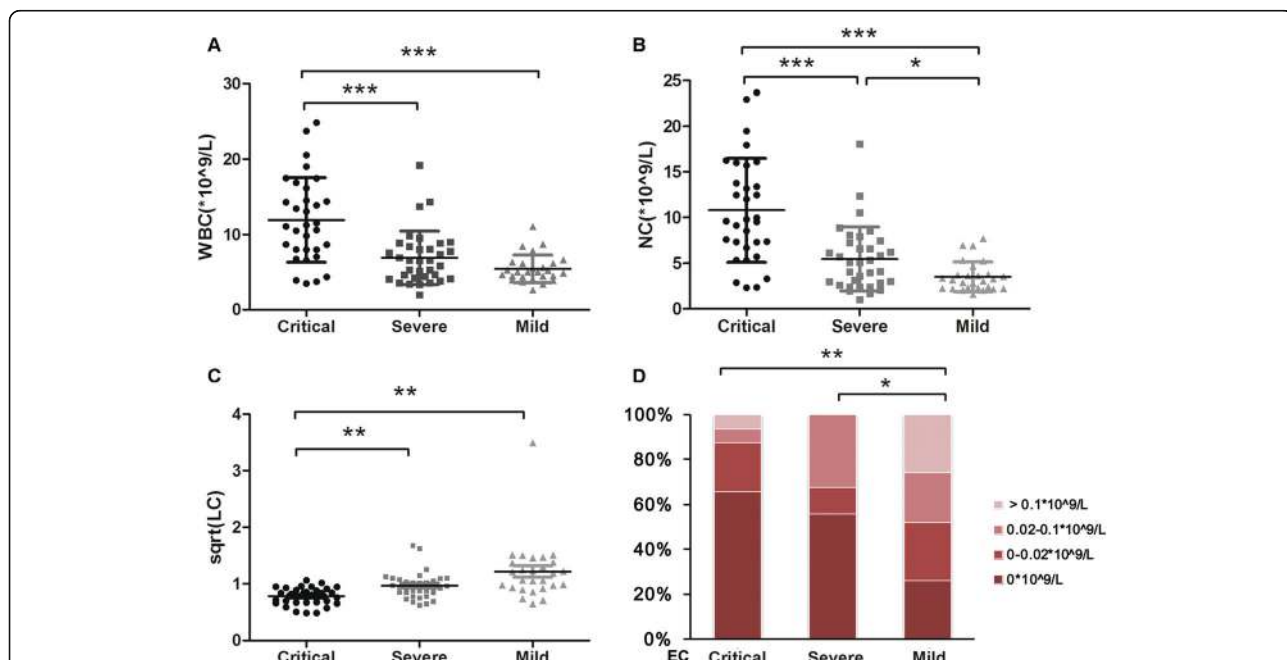 A
***
***
WBC(*10^9/L)
30
20
10
0
Critical Severe Mild
B
***
***
*
NC(*10^9/L)
25
20
15
10
5
0
Critical Severe Mild
C
**
**
sqrt(LC)
4
3
2
1
0
Critical Severe Mild
D
**
*
100%
80%
60%
40%
20%
0%
EC Critical Severe Mild
> 0.1*10^9/L
0.02-0.1*10^9/L
0-0.02*10^9/L
0*10^9/L